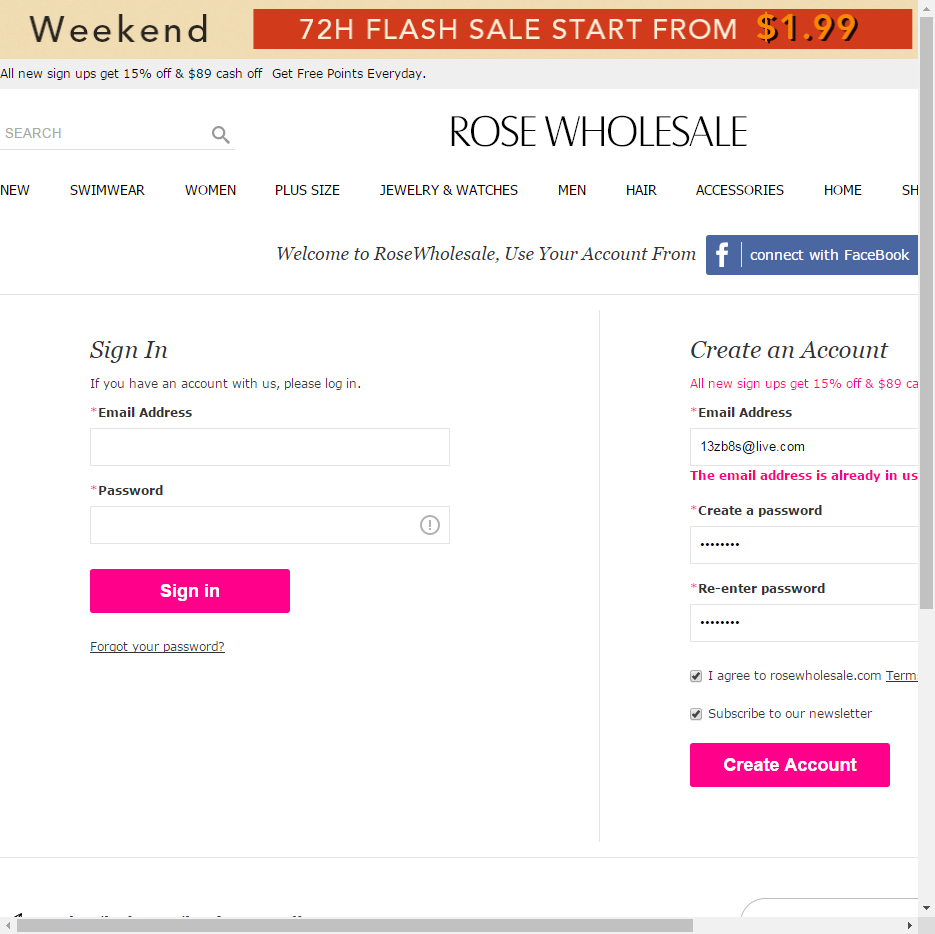 Weekend 72H FLASH SALE START FROM $1.99
All new sign ups get 15% off & $89 cash off Get Free Points Everyday.
SEARCH
ROSE WHOLESALE
NEW SWIMWEAR WOMEN PLUS SIZE JEWELRY & WATCHES MEN HAIR ACCESSORIES HOME SH
Welcome to RoseWholesale, Use Your Account From
f connect with FaceBook
Sign In
If you have an account with us, please log in.
*Email Address
*Password
Sign in
Forgot your password?
Create an Account
All new sign ups get 15% off & $89 ca
*Email Address
13zb8s@live.com
The email address is already in us
*Create a password
••••••••
*Re-enter password
••••••••
I agree to rosewholesale.com Term
Subscribe to our newsletter
Create Account